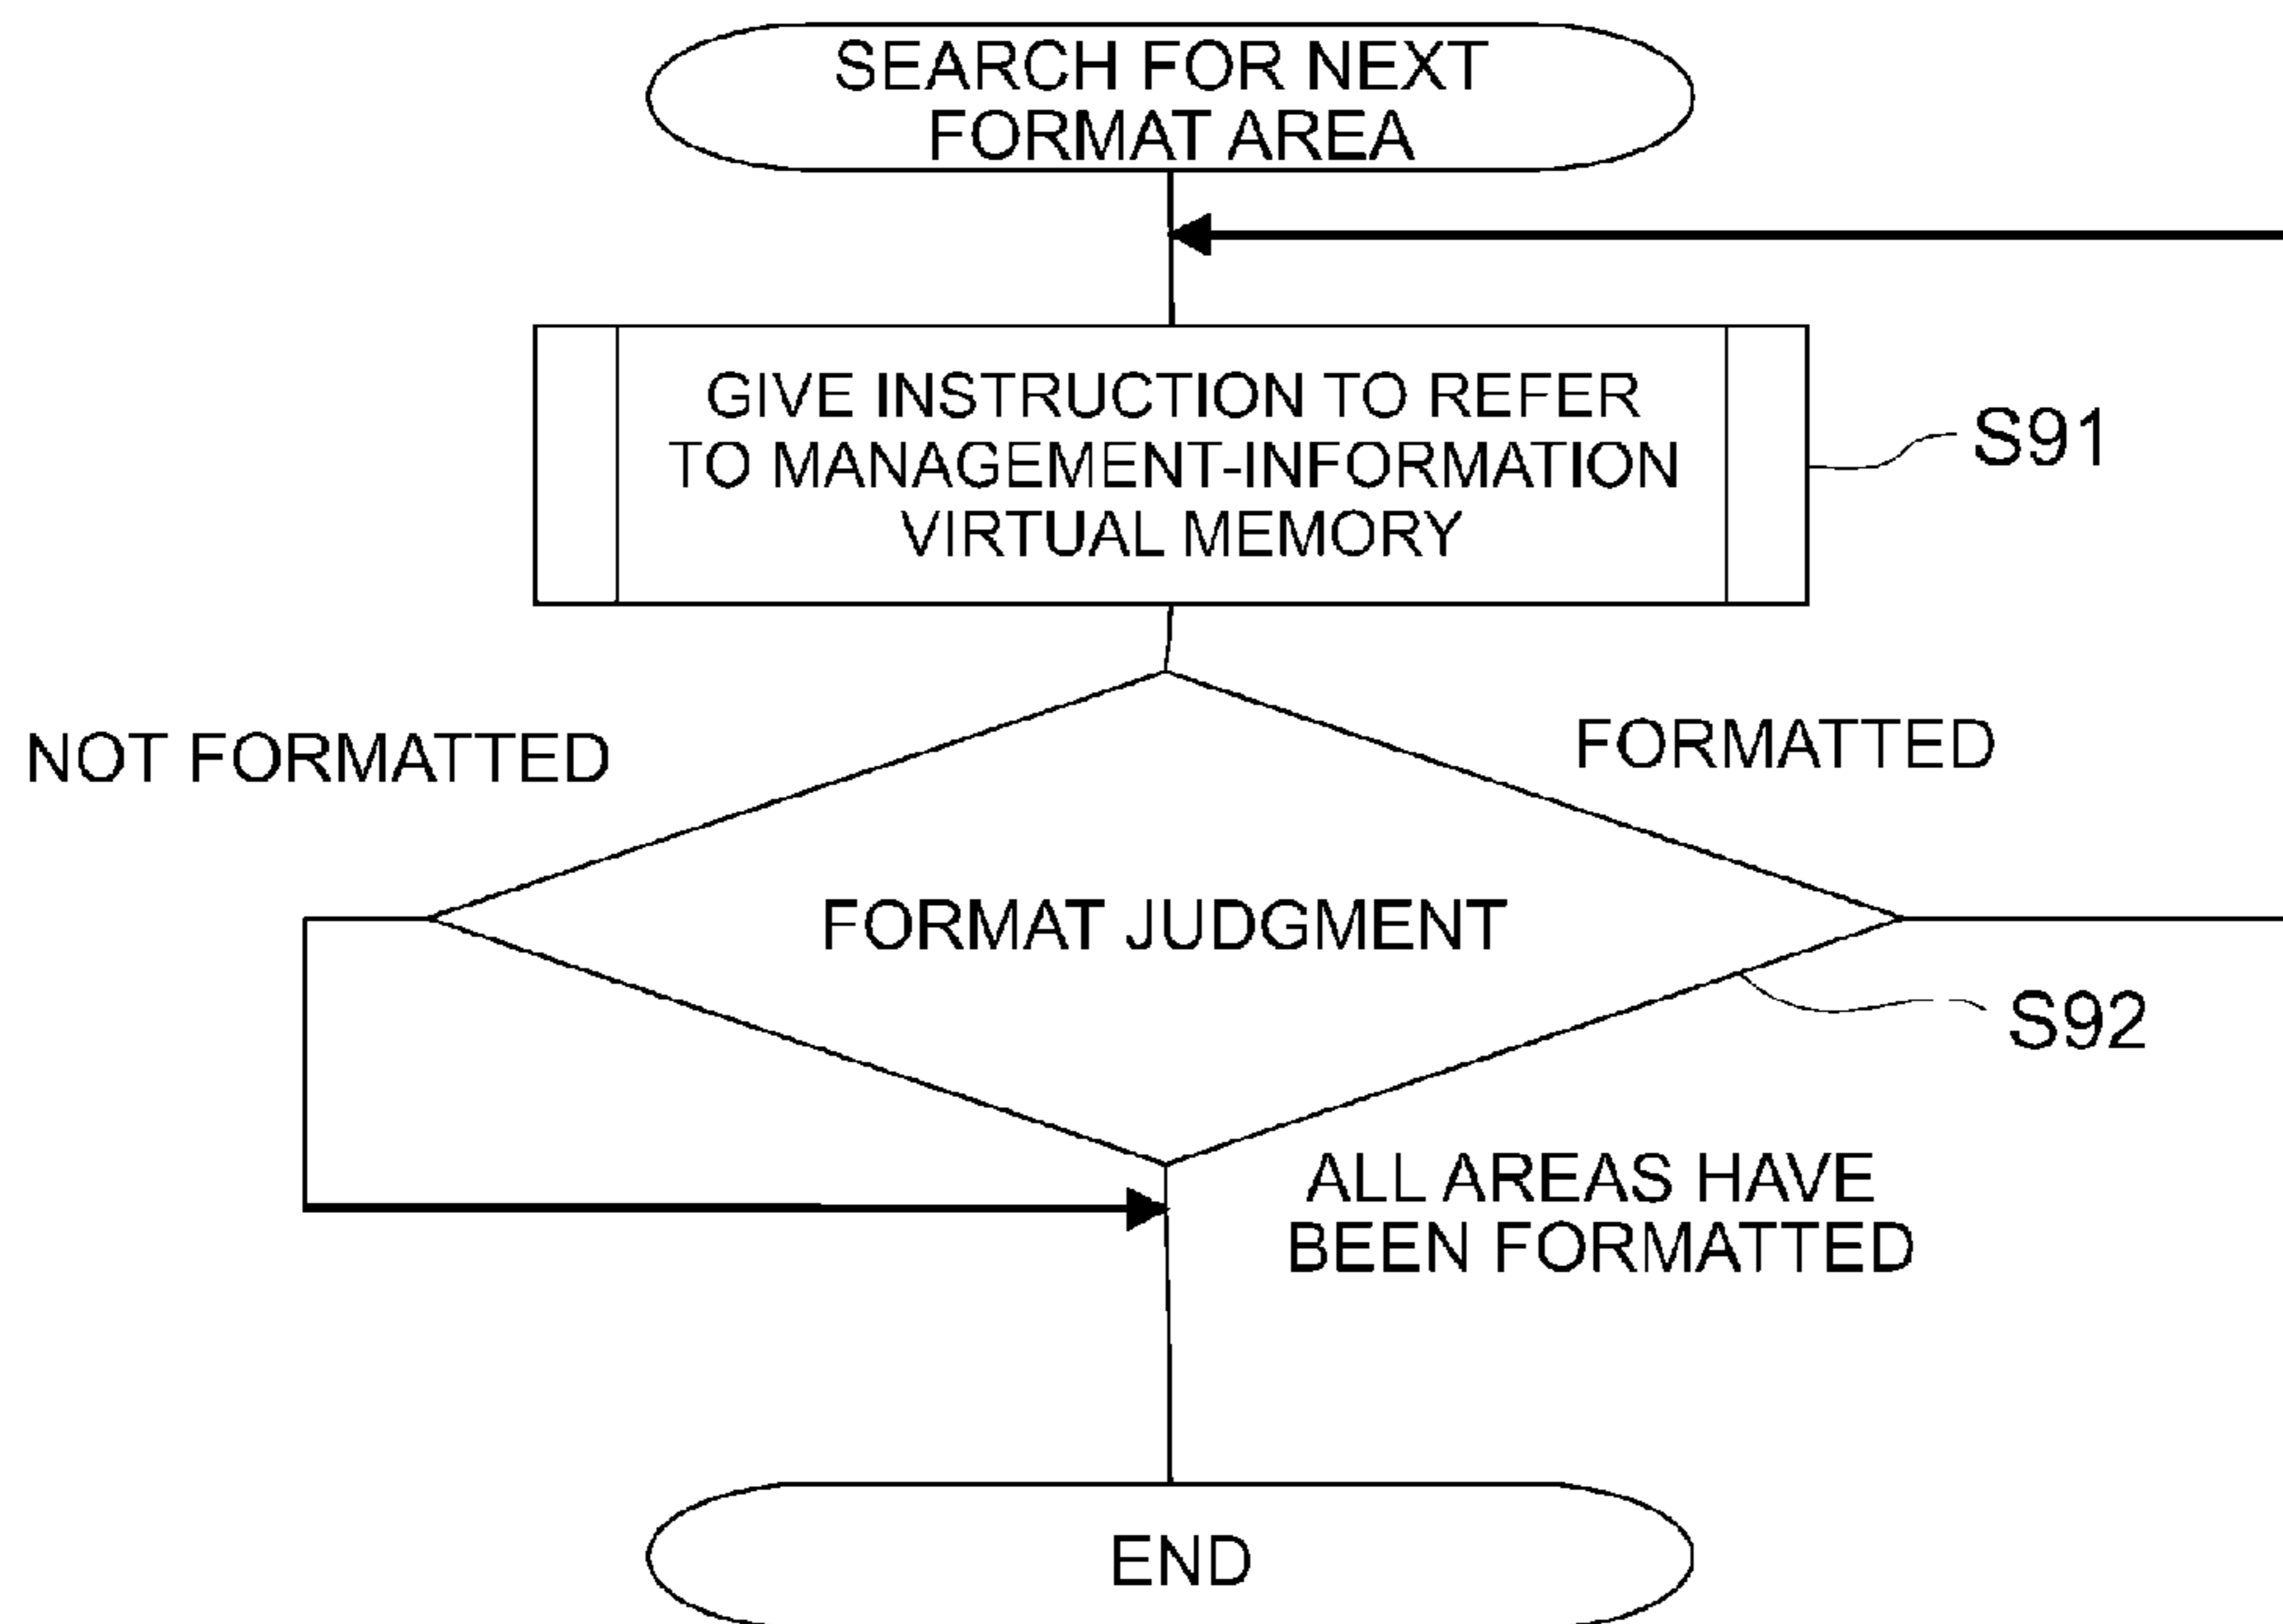 SEARCH FOR NEXT
FORMAT AREA
GIVE INSTRUCTION TO REFER
TO MANAGEMENT-INFORMATION
VIRTUAL MEMORY
S91
NOT FORMATTED
FORMATTED
FORMAT JUDGMENT
S92
ALL AREAS HAVE
BEEN FORMATTED
END